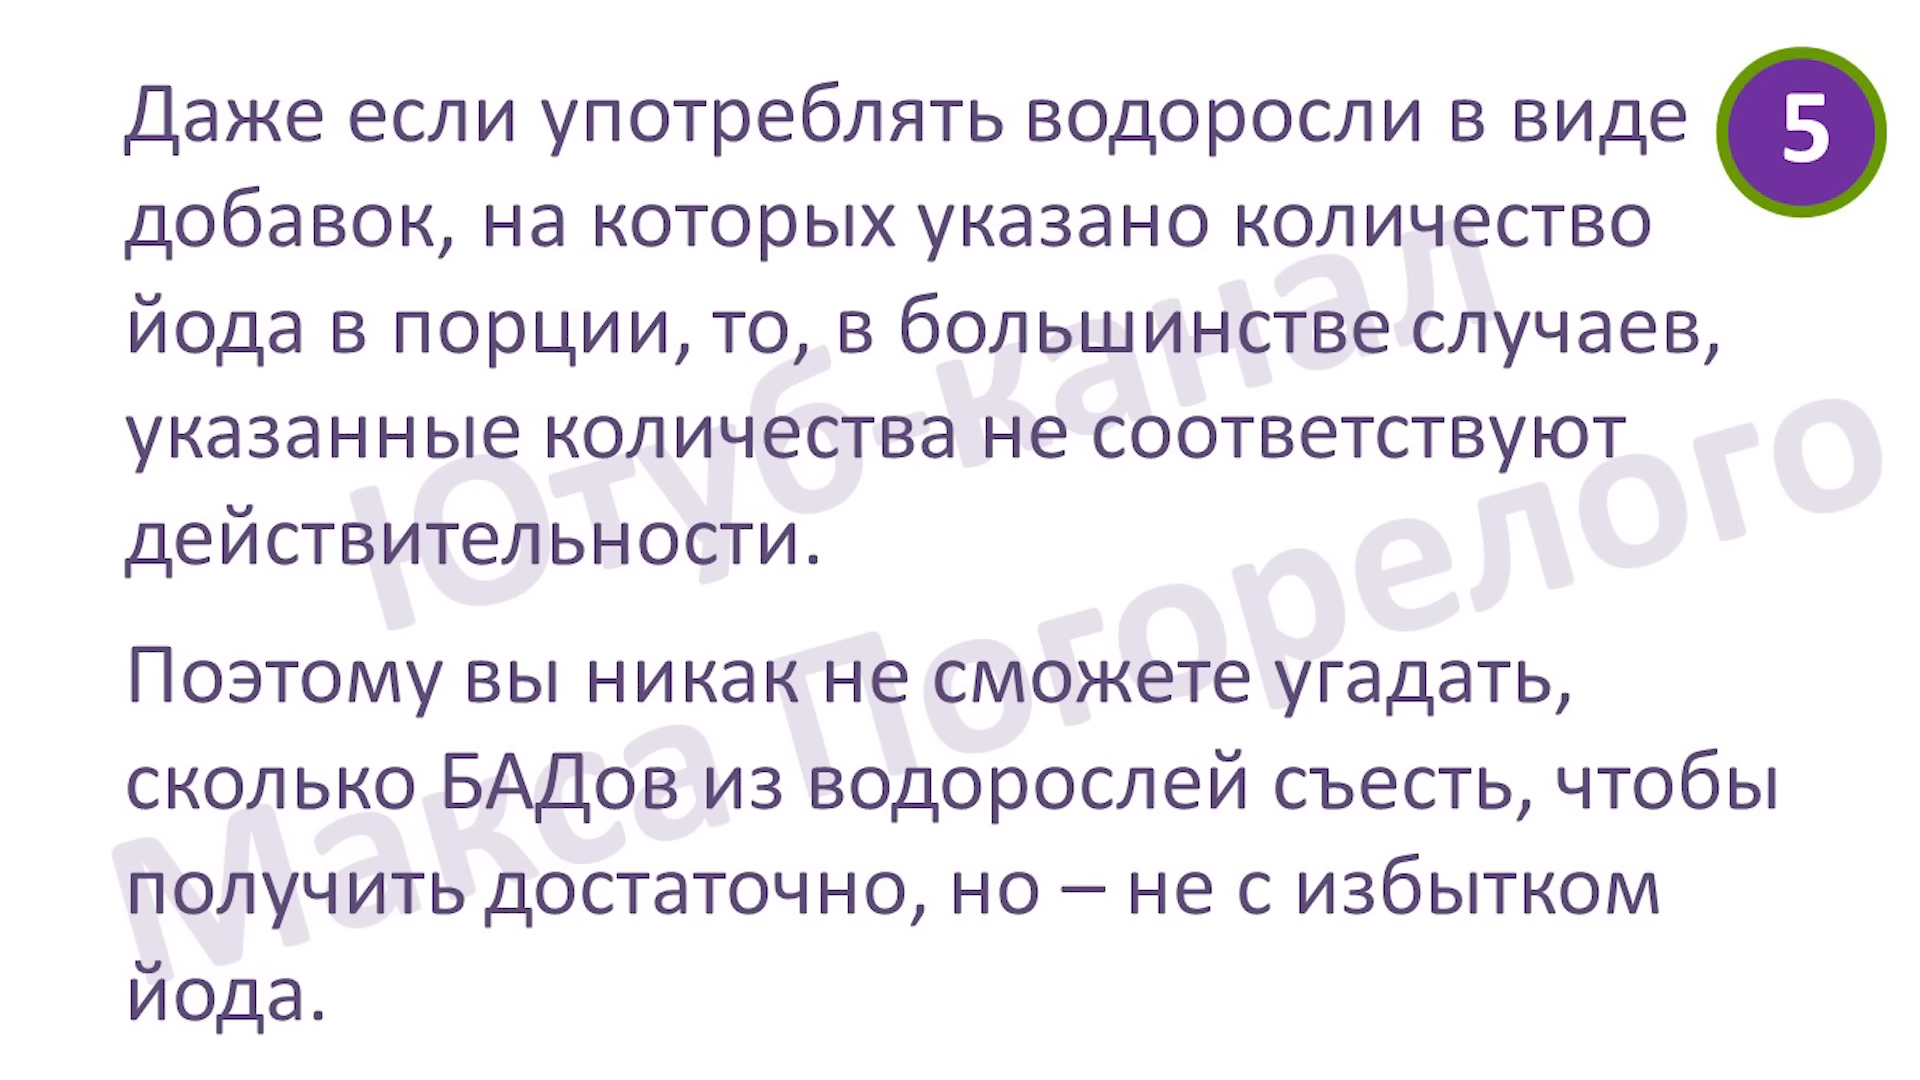 Даже если употреблять водоросли в виде
добавок, на которых указано количество
йода в порции, то, в большинстве случаев,
указанные количества не соответствуют
действительности.
Поэтому вы никак не сможете угадать,
сколько БАДов из водорослей съесть, чтобы
получить достаточно, но – не с избытком
йода.
5
Ютуб-канал
Макса Погорелого